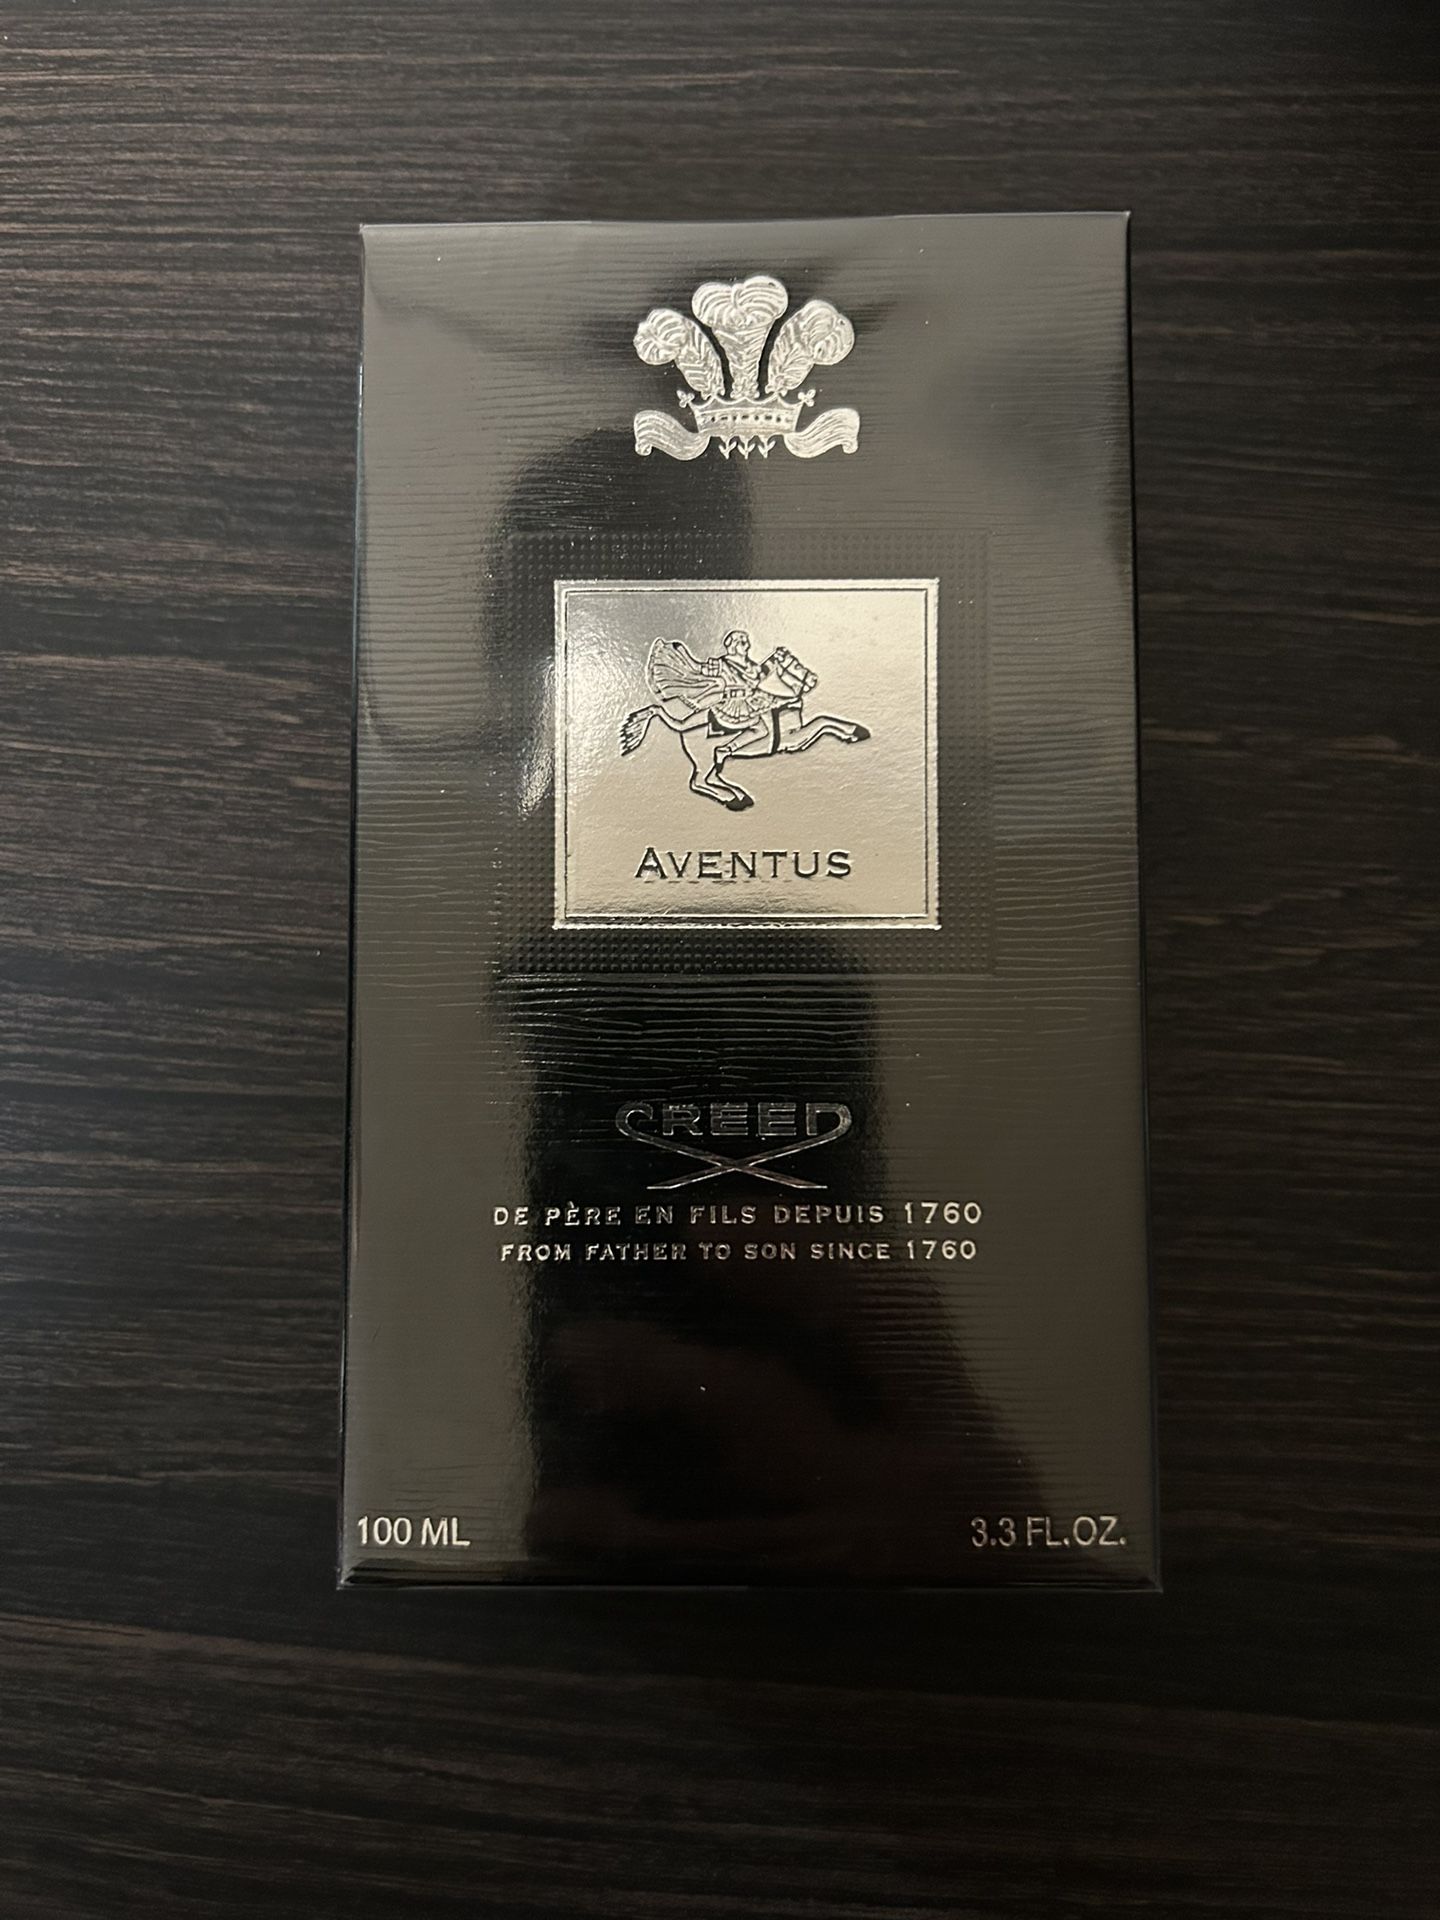 AVENTUS
CREED
DE PÈRE EN FILS DEPUIS 1760
FROM FATHER TO SON SINCE 1760
100 ML
3.3 FL.OZ.